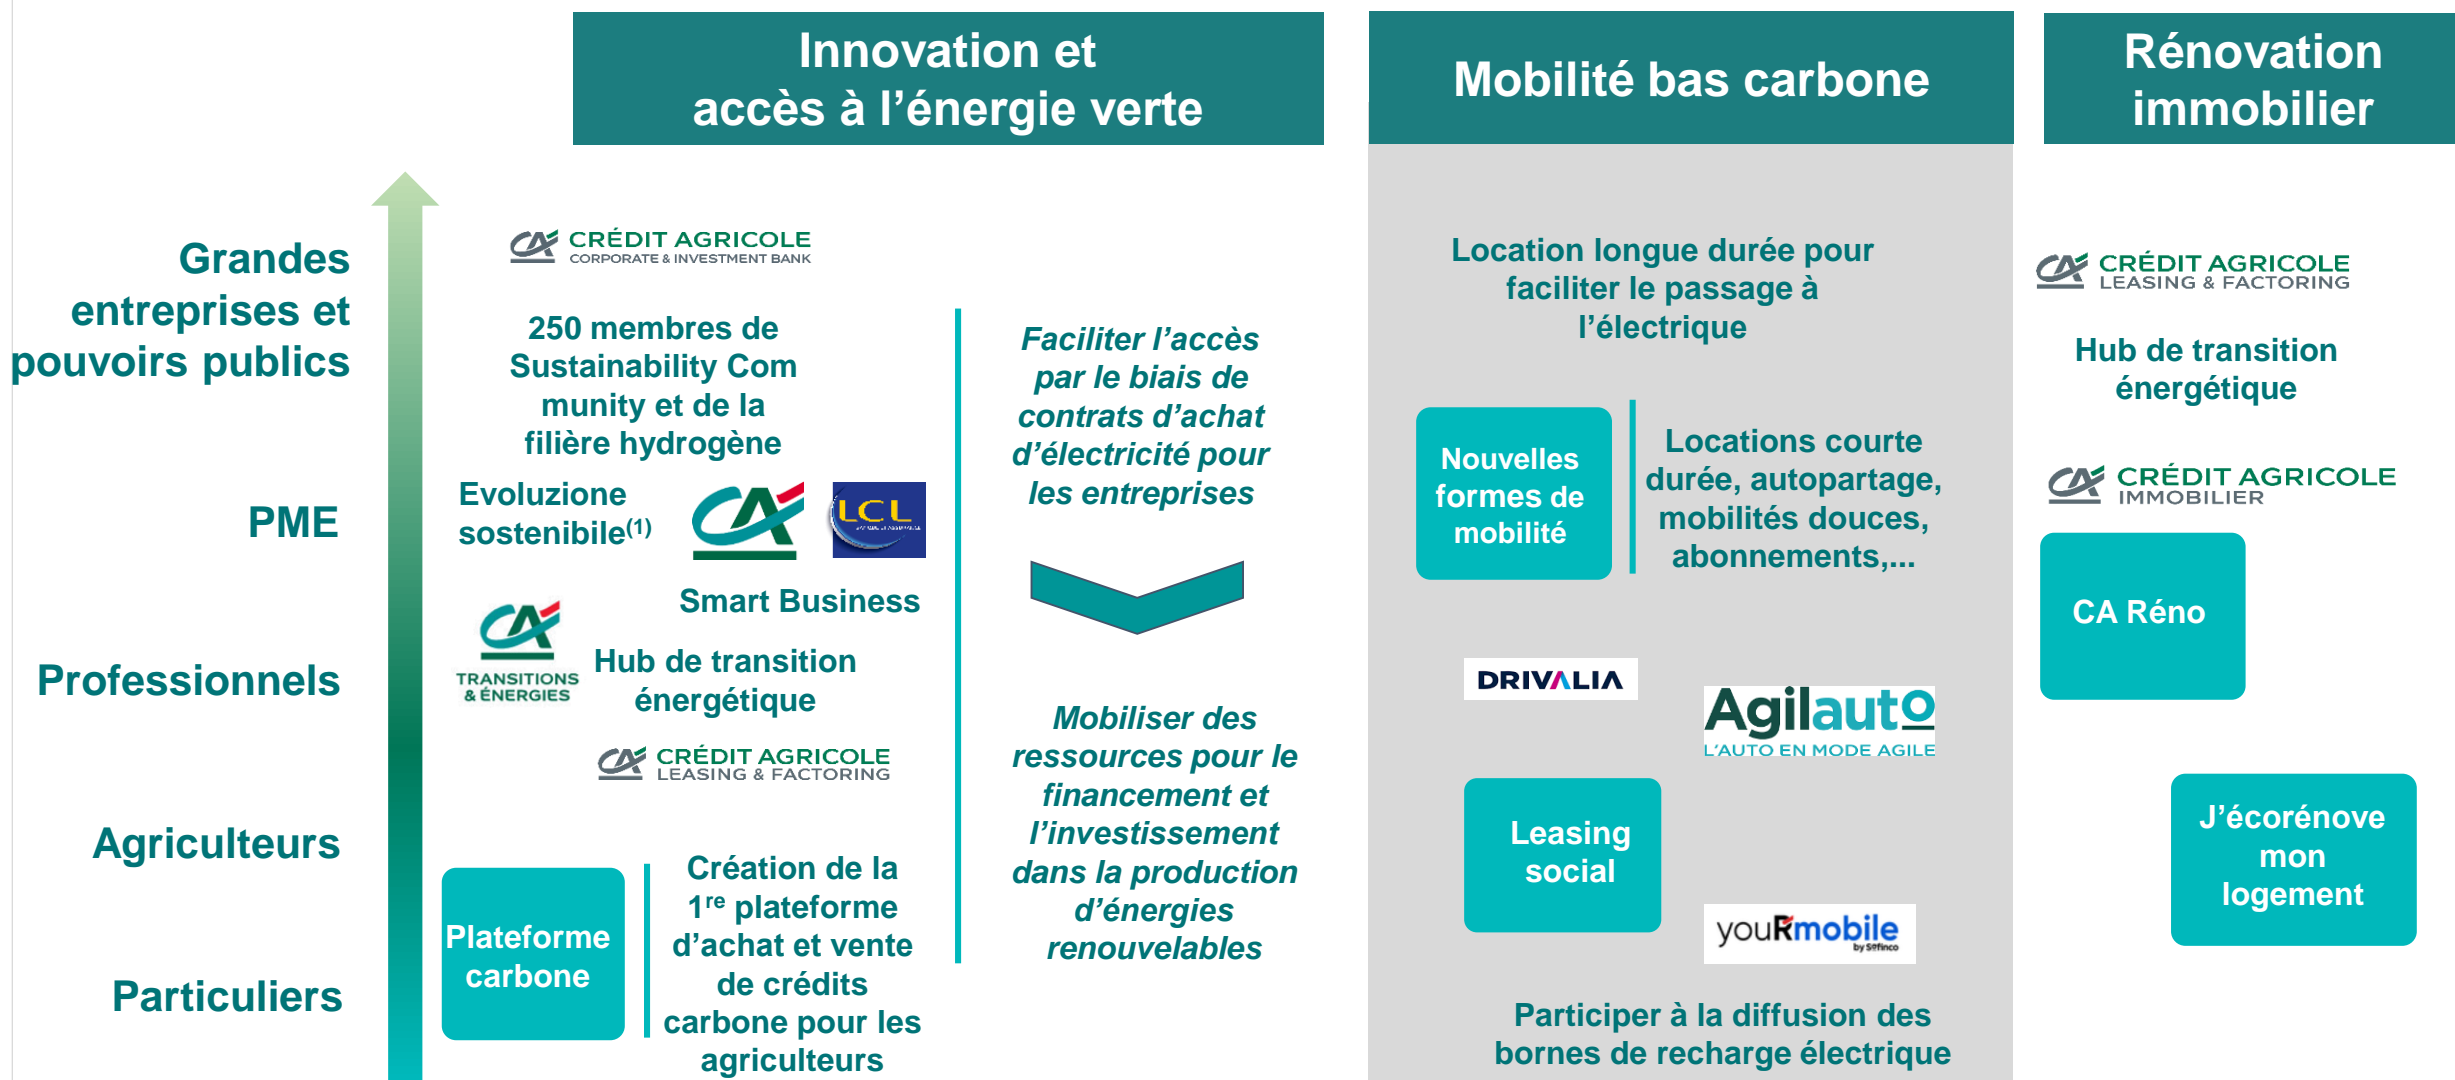 Innovation et
accès à l’énergie verte
Mobilité bas carbone
Rénovation
immobilier
Grandes
entreprises et
pouvoirs publics
PME
Professionnels
Agriculteurs
Particuliers
CRÉDIT AGRICOLE
CORPORATE & INVESTMENT BANK
250 membres de
Sustainability Com
munity et de la
filière hydrogène
Evoluzione
sostenibile(1)
LCL
Smart Business
TRANSITIONS
& ÉNERGIES
Hub de transition
énergétique
CRÉDIT AGRICOLE
LEASING & FACTORING
Plateforme
carbone
Création de la
1re plateforme
d’achat et vente
de crédits
carbone pour les
agriculteurs
Faciliter l’accès
par le biais de
contrats d’achat
d’électricité pour
les entreprises
Mobiliser des
ressources pour le
financement et
l’investissement
dans la production
d’énergies
renouvelables
Location longue durée pour
faciliter le passage à
l’électrique
Nouvelles
formes de
mobilité
Locations courte
durée, autopartage,
mobilités douces,
abonnements,...
DRIVALIA
Agilauto
L'AUTO EN MODE AGILE
Leasing
social
youRmobile
by Sofinco
Participer à la diffusion des
bornes de recharge électrique
CRÉDIT AGRICOLE
LEASING & FACTORING
Hub de transition
énergétique
CRÉDIT AGRICOLE
IMMOBILIER
CA Réno
J’écorénove
mon
logement